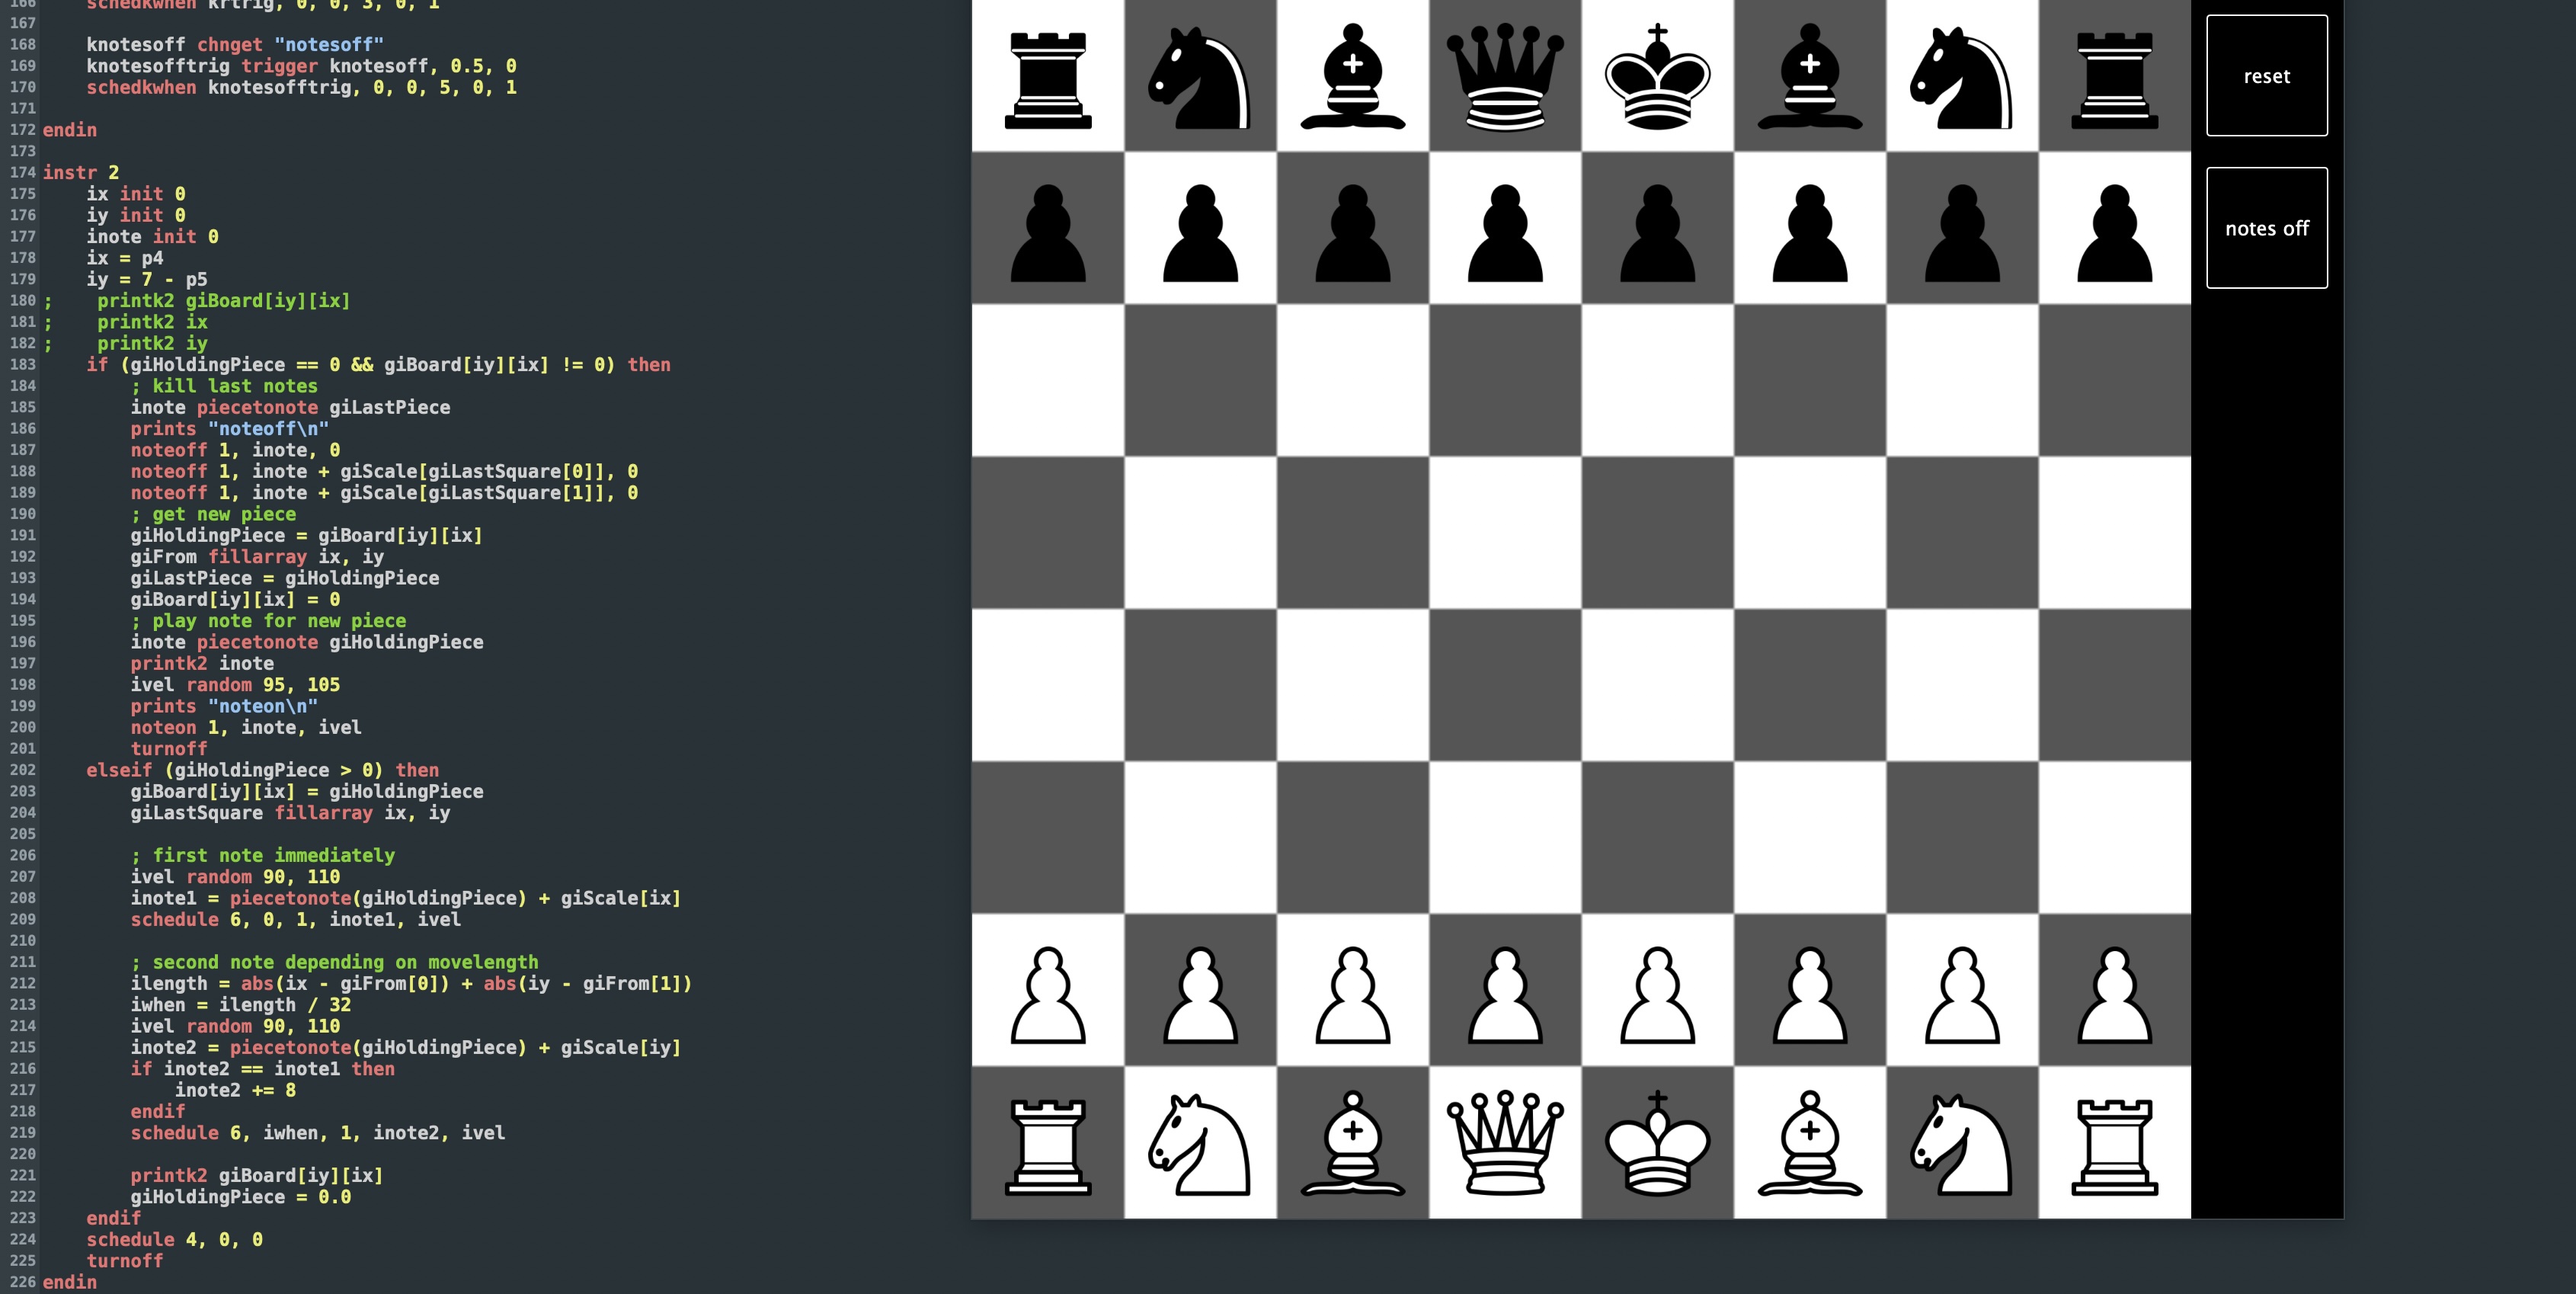 166     schedkwhen krtrig, 0, 0, 3, 0, 1
167
168     knotesoff chnget "notesoff"
169     knotesofftrig trigger knotesoff, 0.5, 0
170     schedkwhen knotesofftrig, 0, 0, 5, 0, 1
171
172 endin
173
174 instr 2
175     ix init 0
176     iy init 0
177     inote init 0
178     ix = p4
179     iy = 7 - p5
180 ;    printk2 giBoard[iy][ix]
181 ;    printk2 ix
182 ;    printk2 iy
183     if (giHoldingPiece == 0 && giBoard[iy][ix] != 0) then
184         ; kill last notes
185         inote piecetonote giLastPiece
186         prints "noteoff\n"
187         noteoff 1, inote, 0
188         noteoff 1, inote + giScale[giLastSquare[0]], 0
189         noteoff 1, inote + giScale[giLastSquare[1]], 0
190         ; get new piece
191         giHoldingPiece = giBoard[iy][ix]
192         giFrom fillarray ix, iy
193         giLastPiece = giHoldingPiece
194         giBoard[iy][ix] = 0
195         ; play note for new piece
196         inote piecetonote giHoldingPiece
197         printk2 inote
198         ivel random 95, 105
199         prints "noteon\n"
200         noteon 1, inote, ivel
201         turnoff
202     elseif (giHoldingPiece > 0) then
203         giBoard[iy][ix] = giHoldingPiece
204         giLastSquare fillarray ix, iy
205
206         ; first note immediately
207         ivel random 90, 110
208         inote1 = piecetonote(giHoldingPiece) + giScale[ix]
209         schedule 6, 0, 1, inote1, ivel
210
211         ; second note depending on movelength
212         ilength = abs(ix - giFrom[0]) + abs(iy - giFrom[1])
213         iwhen = ilength / 32
214         ivel random 90, 110
215         inote2 = piecetonote(giHoldingPiece) + giScale[iy]
216         if inote2 == inote1 then
217             inote2 += 8
218         endif
219         schedule 6, iwhen, 1, inote2, ivel
220
221         printk2 giBoard[iy][ix]
222         giHoldingPiece = 0.0
223     endif
224     schedule 4, 0, 0
225     turnoff
226 endin
reset
notes off